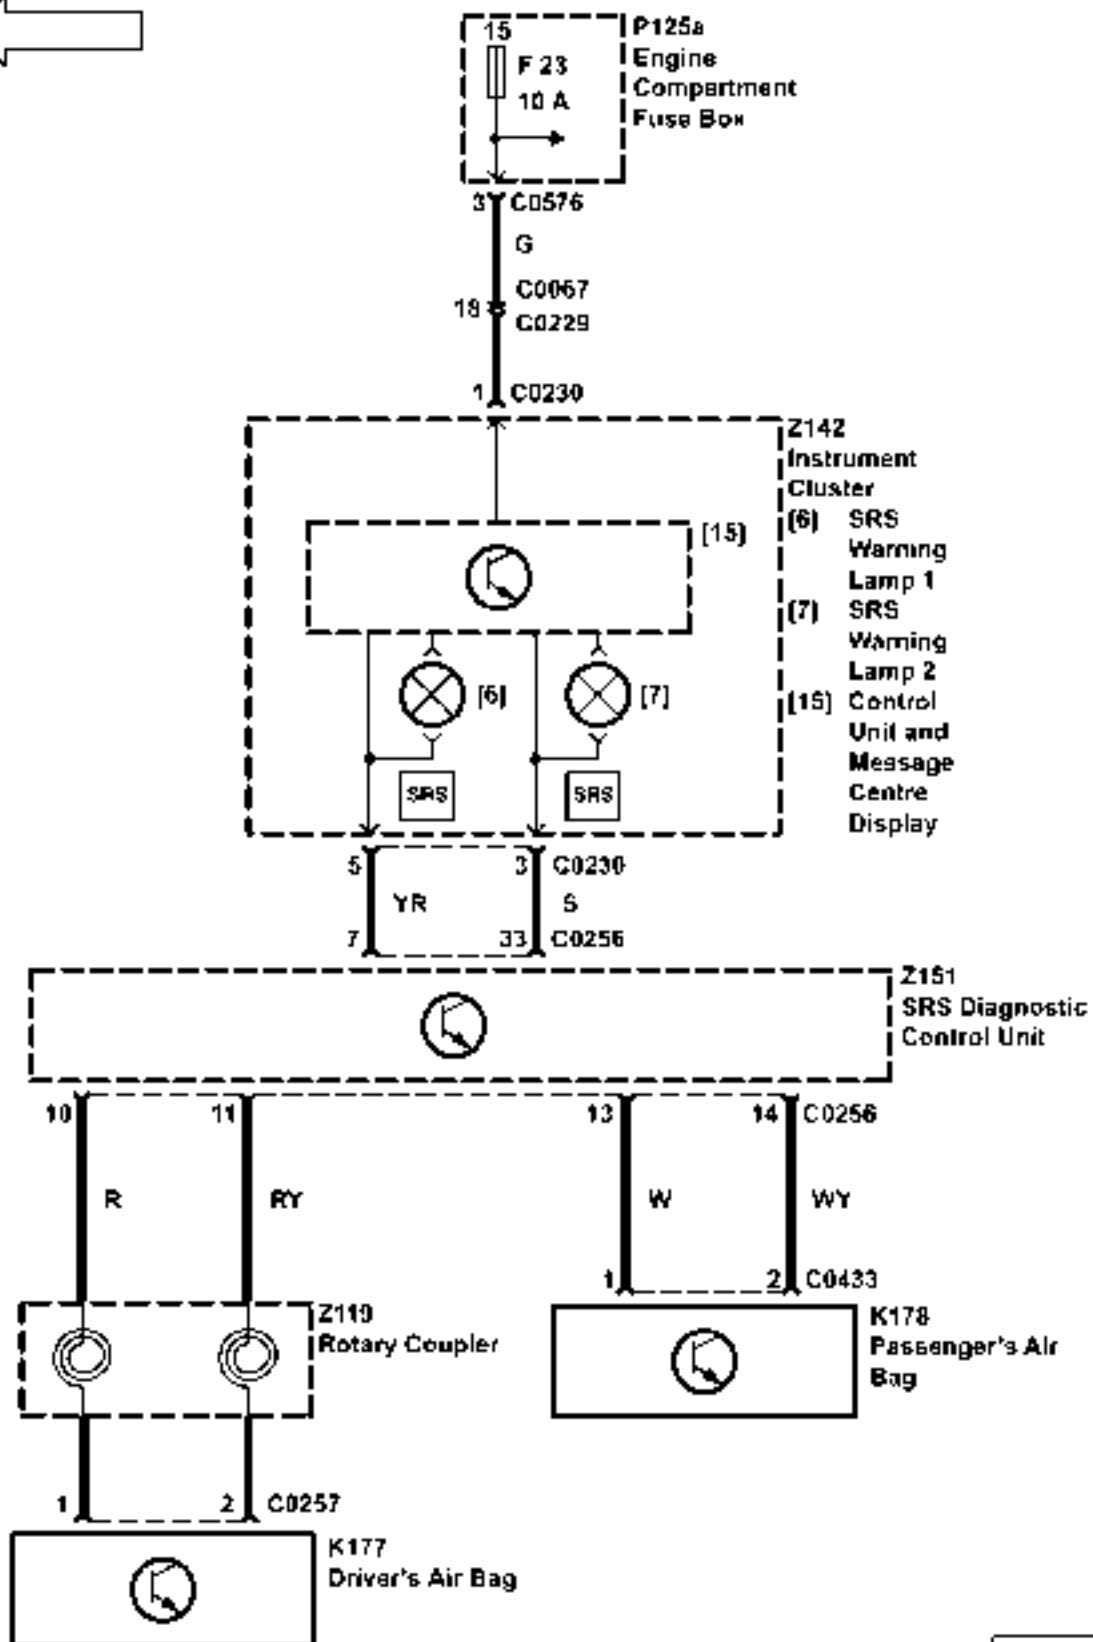 15
F 23
10 A
P125a
Engine
Compartment
Fuse Box
3 C0576
G
18 C0067
C0229
1 C0230
Z142
Instrument
Cluster
[6] SRS
Warning
Lamp 1
[7] SRS
Warning
Lamp 2
[15] Control
Unit and
Message
Centre
Display
[15]
[6]
[7]
SRS
SRS
5 3 C0230
YR S
7 33 C0256
Z151
SRS Diagnostic
Control Unit
10 11 13 14 C0256
R RY W WY
1 2 C0433
Z119
Rotary Coupler
K178
Passenger's Air
Bag
1 2 C0257
K177
Driver's Air Bag